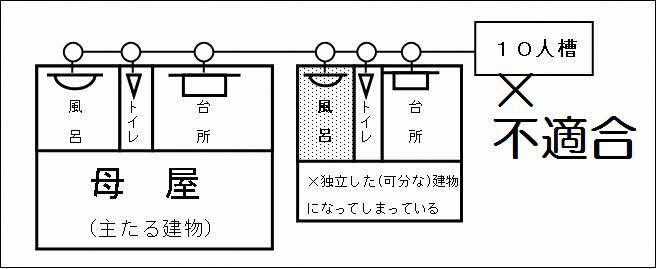 １０人槽
×
不適合
風呂
トイレ
台所
風呂
トイレ
台所
母屋
(主たる建物)
×独立した(可分な)建物
になってしまっている